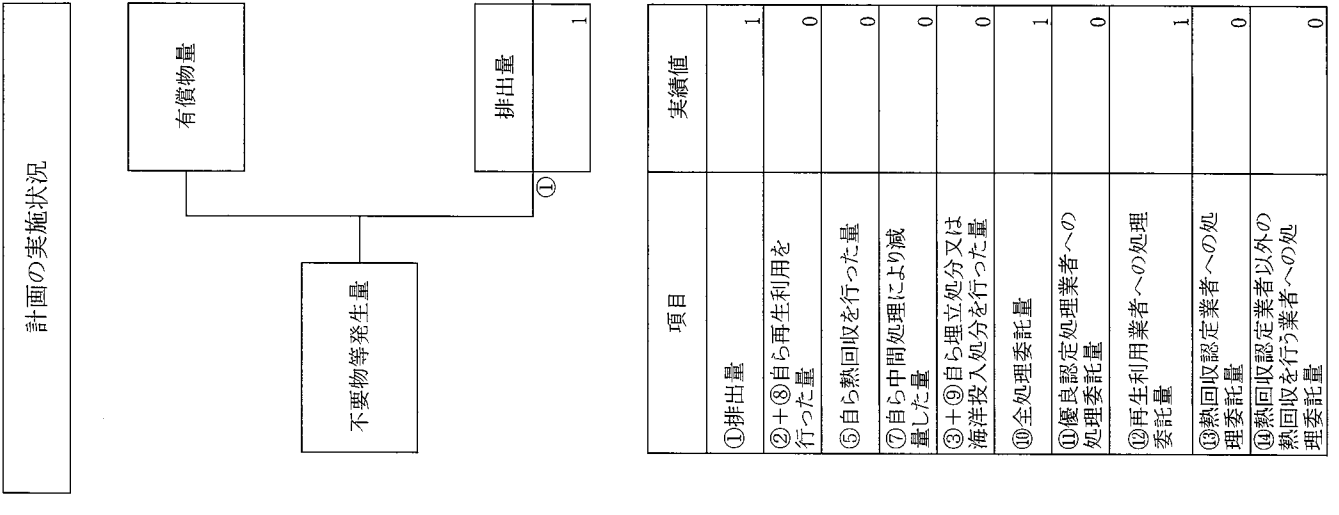 計画の実施状況
有償物量
不要物等発生量
排出量
①
1
項目
実績値
①排出量
1
②+⑧自ら再生利用を
行った量
0
⑤自ら熱回収を行った量
0
⑦自ら中間処理により減
量した量
0
③+⑨自ら埋立処分又は
海洋投入処分を行った量
0
⑩全処理委託量
1
⑪優良認定処理業者への
処理委託量
0
⑫再生利用業者への処理
委託量
1
⑬熱回収認定業者への処
理委託量
0
⑭熱回収認定業者以外の
熱回収を行う業者への処
理委託量
0